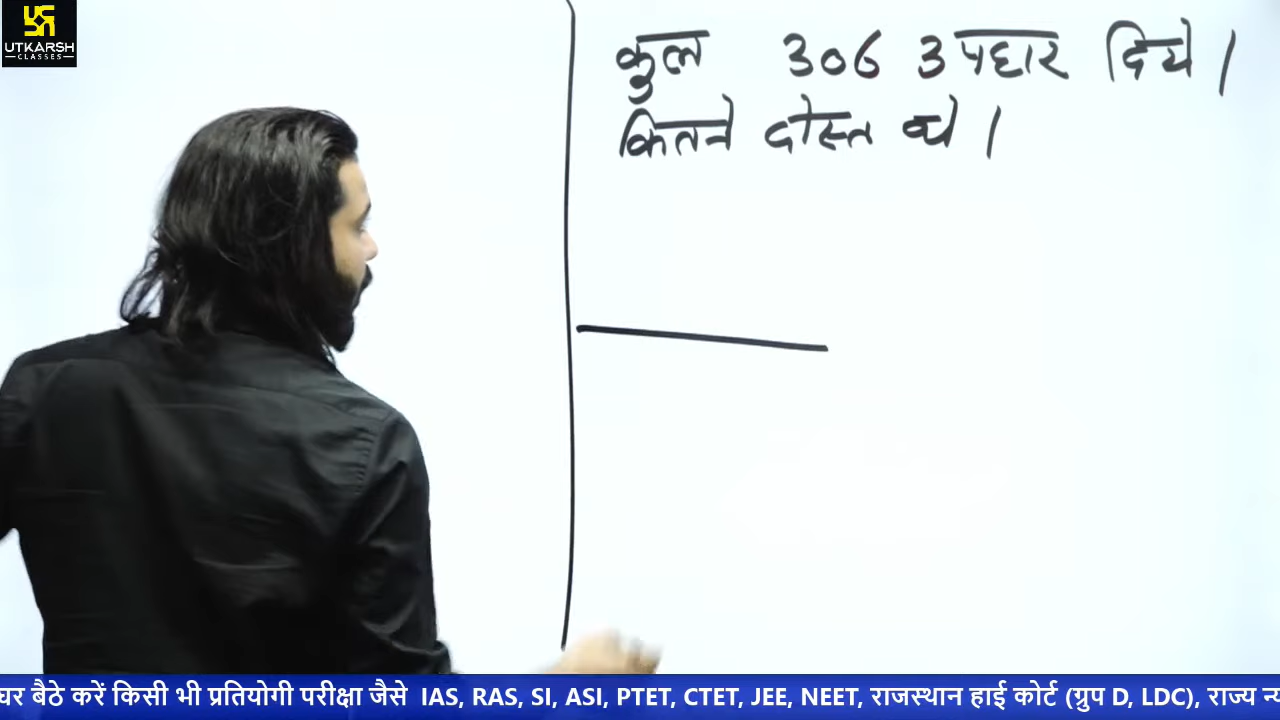 UTKARSH
CLASSES
कुल 306 उपहार दिये।
कितने दोस्त थे।
घर बैठे करें किसी भी प्रतियोगी परीक्षा जैसे IAS, RAS, SI, ASI, PTET, CTET, JEE, NEET, राजस्थान हाई कोर्ट (ग्रुप D, LDC), राज्य